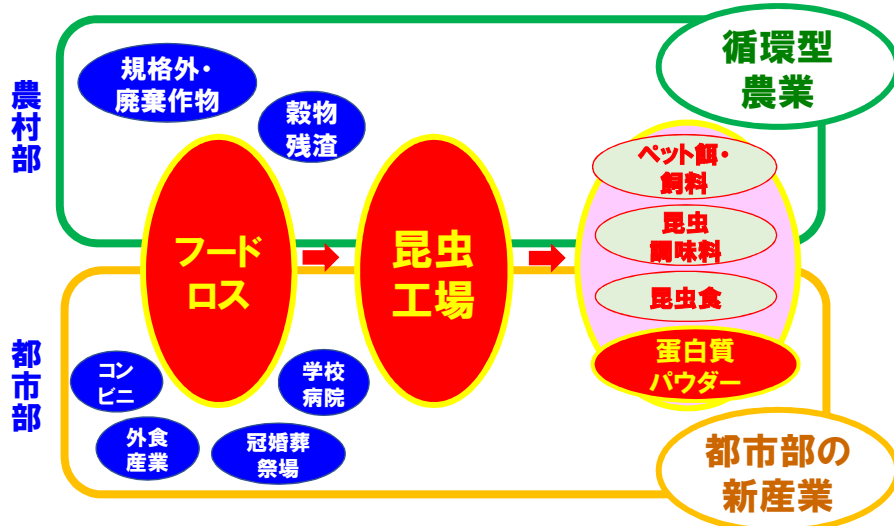 農村部
規格外・
廃棄作物
穀物
残渣
循環型
農業
フード
ロス
昆虫
工場
ペット餌・
飼料
昆虫
調味料
昆虫食
蛋白質
パウダー
都市部
コン
ビニ
学校
病院
外食
産業
冠婚葬
祭場
都市部の
新産業